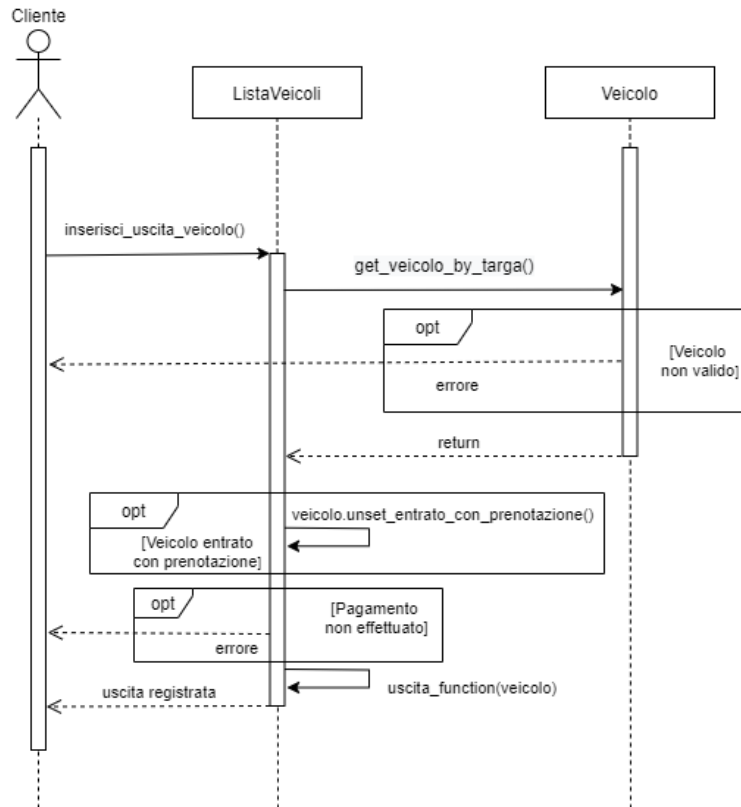 Cliente
ListaVeicoli
Veicolo
inserisci_uscita_veicolo()
get_veicolo_by_targa()
opt
[Veicolo
non valido]
errore
return
opt
veicolo.unset_entrato_con_prenotazione()
[Veicolo entrato
con prenotazione]
opt
[Pagamento
non effettuato]
errore
uscita_function(veicolo)
uscita registrata